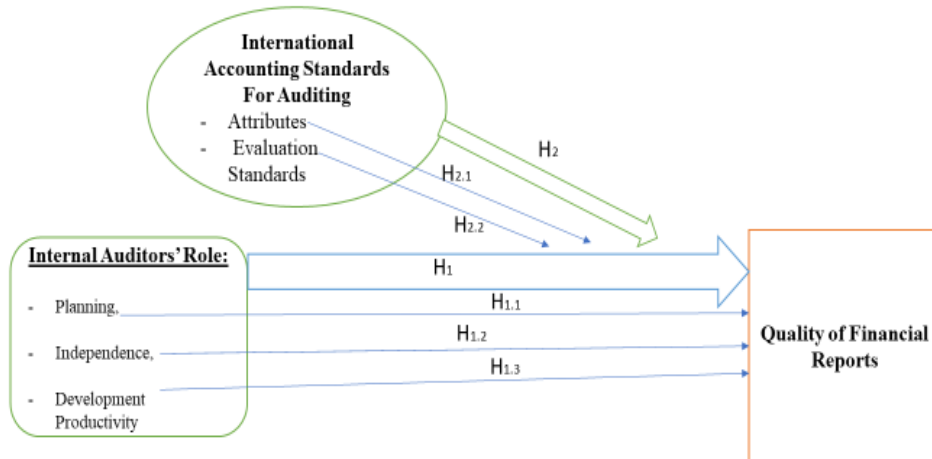 International
Accounting Standards
For Auditing
- Attributes
- Evaluation
Standards
H2
H2.1
H2.2
Internal Auditors' Role:
- Planning,
- Independence,
- Development
Productivity
H1
H1.1
H1.2
H1.3
Quality of Financial
Reports